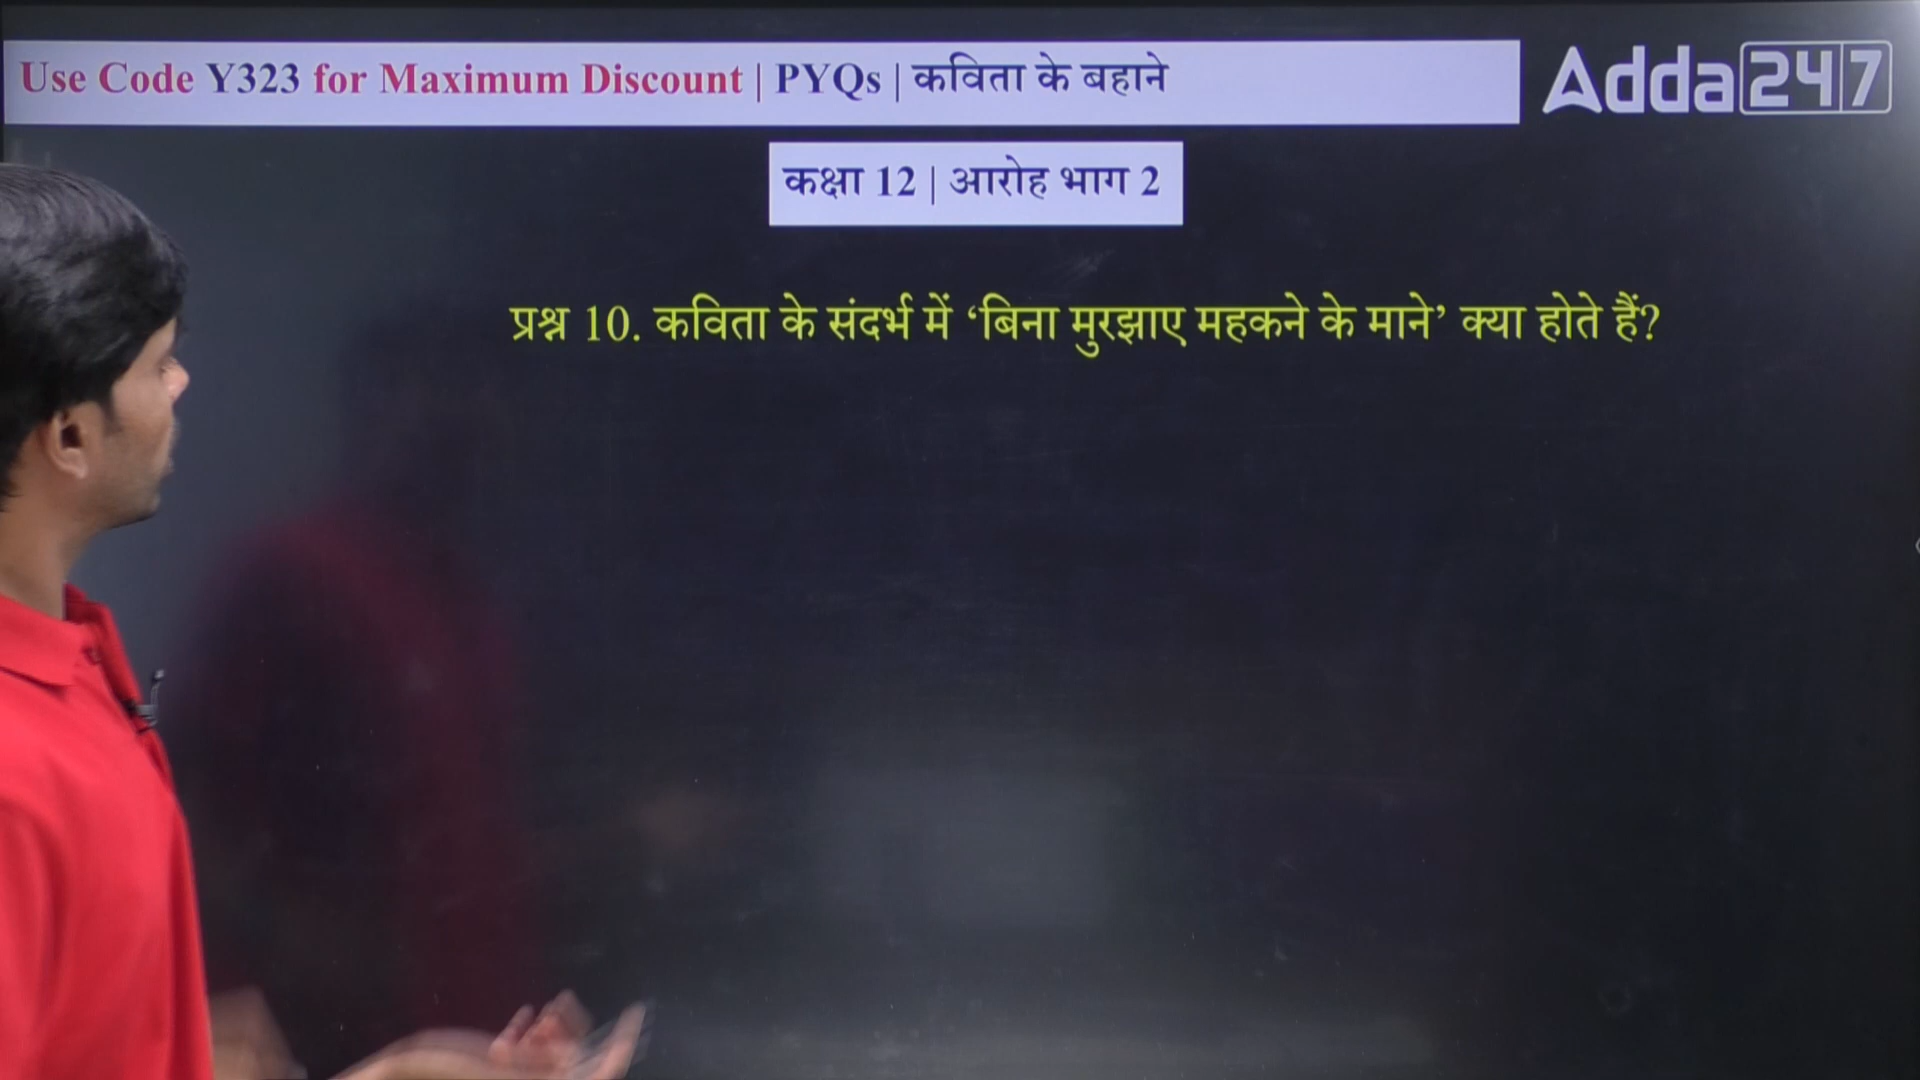 Use Code Y323 for Maximum Discount | PYQs | कविता के बहाने
Adda247
कक्षा 12 | आरोह भाग 2
प्रश्न 10. कविता के संदर्भ में ‘बिना मुरझाए महकने के माने’ क्या होते हैं?